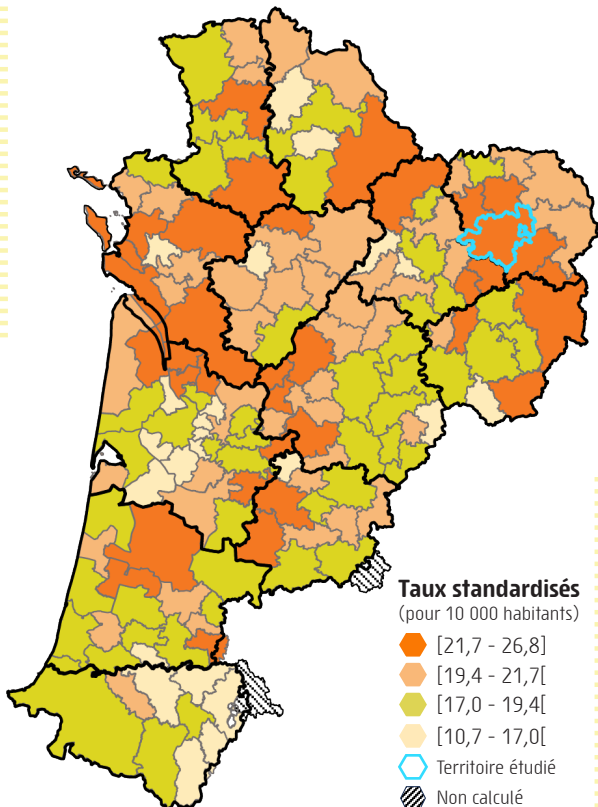 Taux standardisés
(pour 10 000 habitants)
[21,7 - 26,8]
[19,4 - 21,7[
[17,0 - 19,4[
[10,7 - 17,0[
Territoire étudié
Non calculé